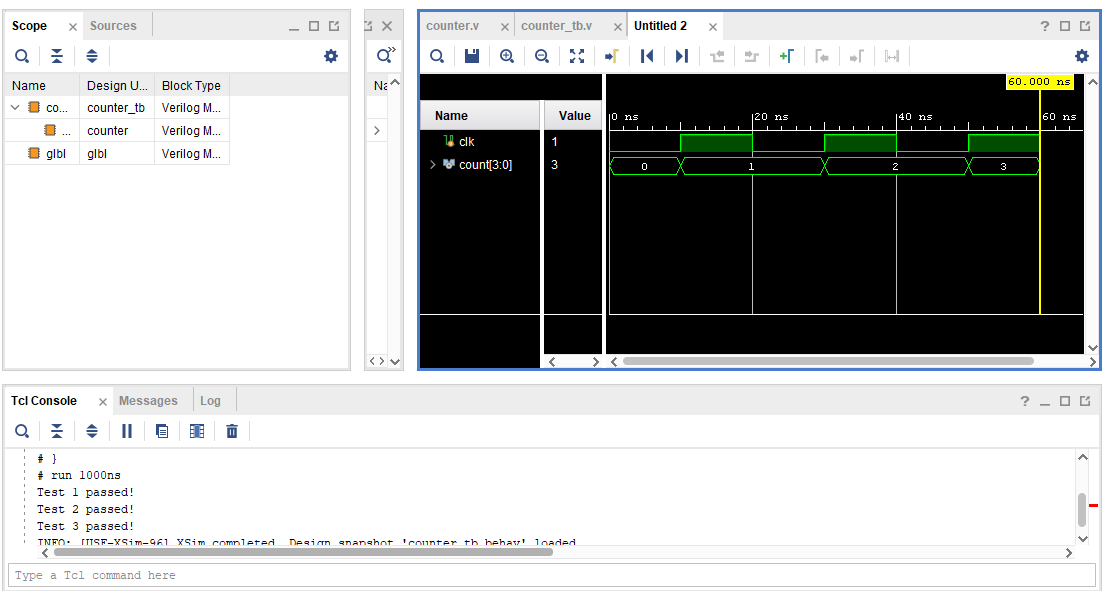 Scope × Sources
Name Design U... Block Type
co... counter_tb Verilog M...
... counter Verilog M...
glbl glbl Verilog M...
Na
counter.v × counter_tb.v × Untitled 2 ×
60.000 ns
Name Value
0 ns 20 ns 40 ns 60 ns
clk 1
count[3:0] 3 0 1 2 3
Tcl Console × Messages Log
# }
# run 1000ns
Test 1 passed!
Test 2 passed!
Test 3 passed!
INFO: [USF-XSim-96] XSim completed. Design snapshot 'counter_tb_behav' loaded.
Type a Tcl command here